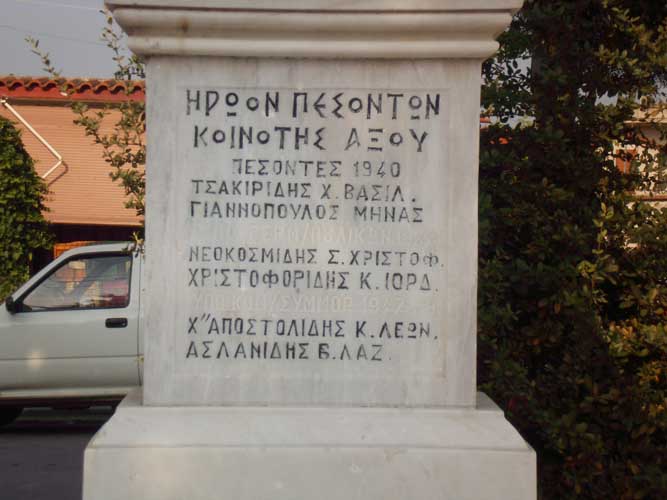 ΗΡΩΟΝ ΠΕΣΟΝΤΩΝ
ΚΟΙΝΟΤΗΣ ΑΞΟΥ
ΠΕΣΟΝΤΕΣ 1940
ΤΣΑΚΙΡΙΔΗΣ Χ. ΒΑΣΙΛ.
ΓΙΑΝΝΟΠΟΥΛΟΣ ΜΗΝΑΣ
ΝΕΟΚΟΣΜΙΔΗΣ Σ. ΧΡΙΣΤΟΦ.
ΧΡΙΣΤΟΦΟΡΙΔΗΣ Κ. ΙΟΡΔ.
Χ" ΑΠΟΣΤΟΛΙΔΗΣ Κ. ΛΕΩΝ.
ΑΣΛΑΝΙΔΗΣ Β. ΛΑΖ.